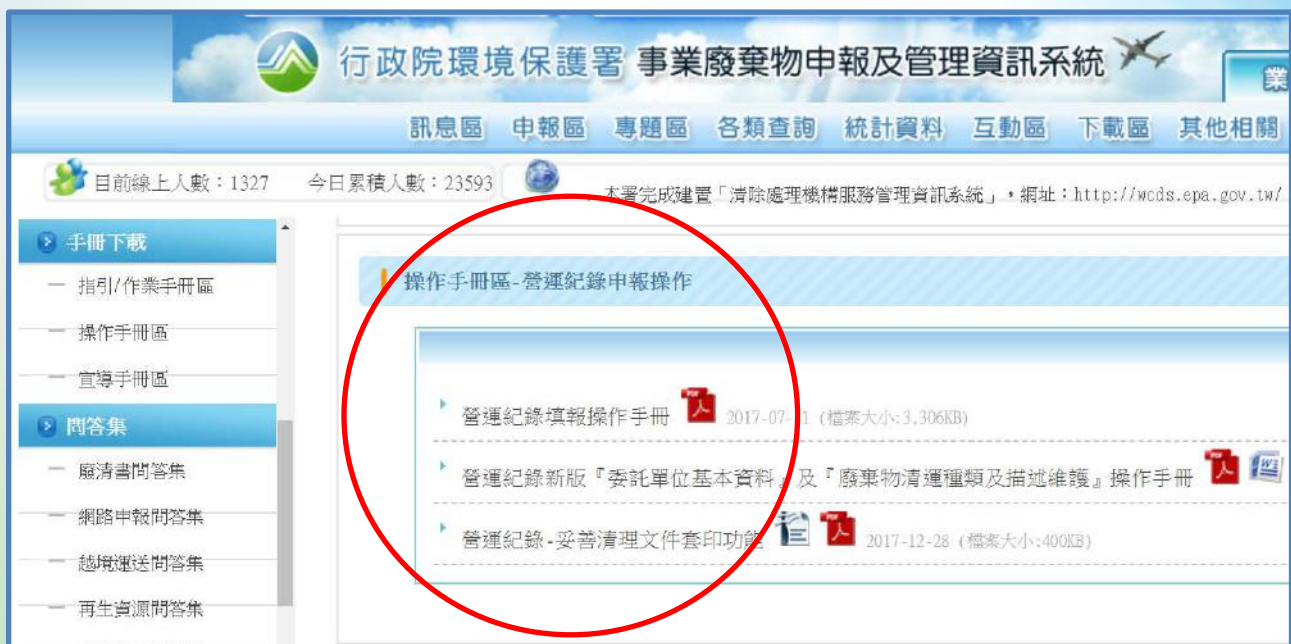 行政院環境保護署 事業廢棄物申報及管理資訊系統
業
訊息區 申報區 專題區 各類查詢 統計資料 互動區 下載區 其他相關
目前線上人數：1327 今日累積人數：23593 本署完成建置「清除處理機構服務管理資訊系統」，網址：http://wcds.epa.gov.tw/
手冊下載
指引/作業手冊區
操作手冊區
宣導手冊區
問答集
廢清書問答集
網路申報問答集
越境運送問答集
再生資源問答集
操作手冊區-營運紀錄申報操作
營運紀錄填報操作手冊 PDF 2017-07- 1 (檔案大小:3,306KB)
營運紀錄新版『委託單位基本資料』及『廢棄物清運種類及描述維護』操作手冊 PDF
營運紀錄-妥善清理文件套印功能 PDF 2017-12-28 (檔案大小:400KB)